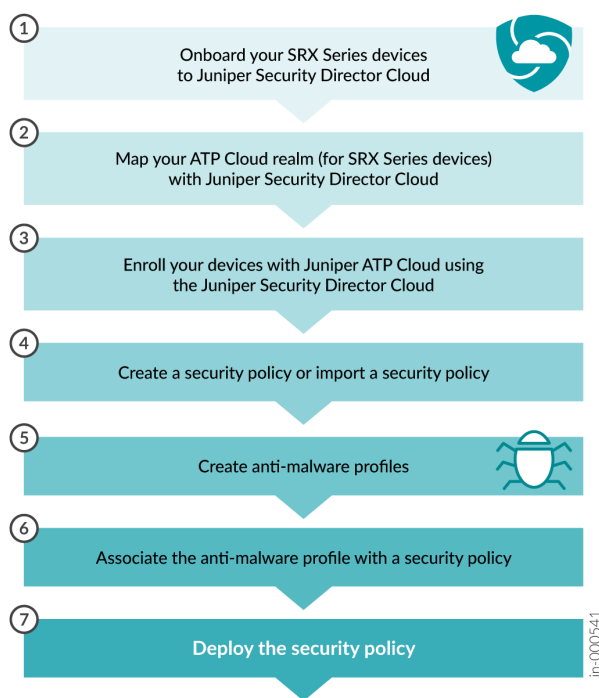 1
Onboard your SRX Series devices
to Juniper Security Director Cloud
2
Map your ATP Cloud realm (for SRX Series devices)
with Juniper Security Director Cloud
3
Enroll your devices with Juniper ATP Cloud using
the Juniper Security Director Cloud
4
Create a security policy or import a security policy
5
Create anti-malware profiles
6
Associate the anti-malware profile with a security policy
7
Deploy the security policy
jn-000541